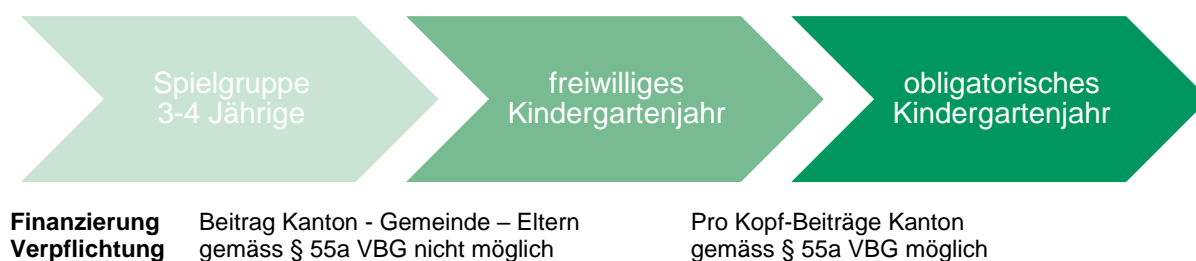 Spielgruppe
3-4 Jährige
freiwilliges
Kindergartenjahr
obligatorisches
Kindergartenjahr
Finanzierung Beitrag Kanton - Gemeinde – Eltern Pro Kopf-Beiträge Kanton
Verpflichtung gemäss § 55a VBG nicht möglich gemäss § 55a VBG möglich